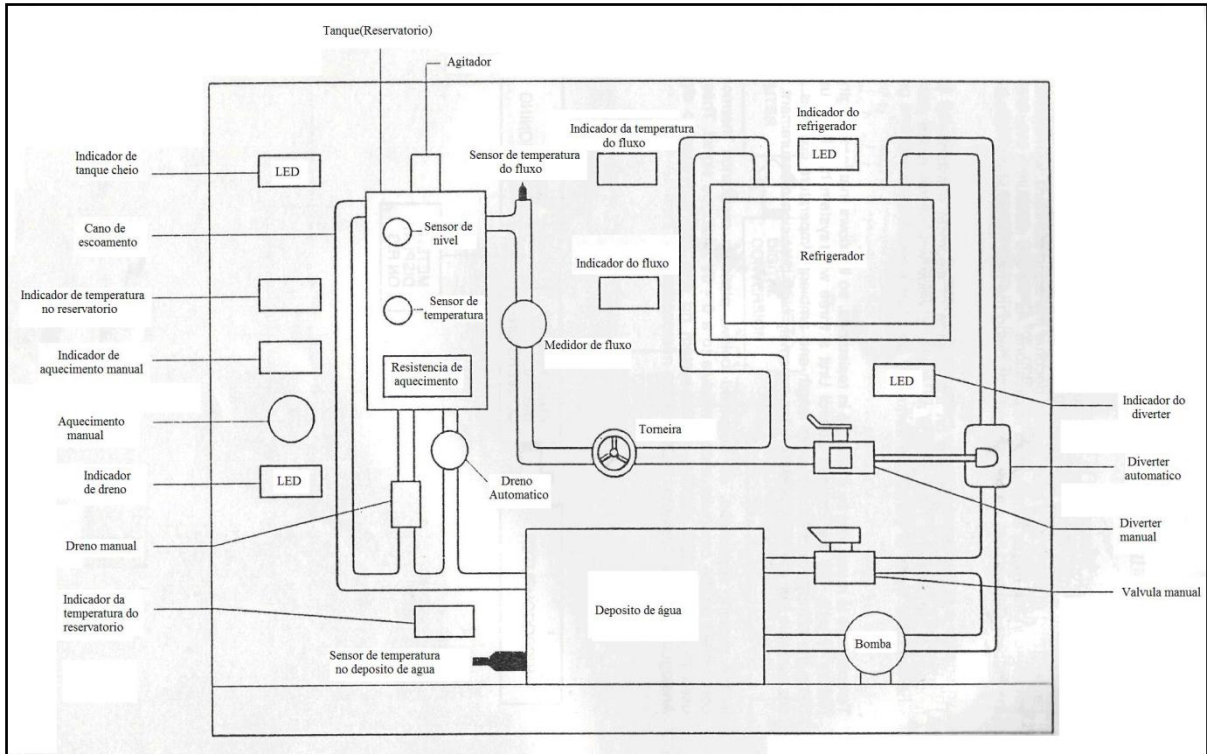 Tanque(Reservatorio)
Agitador
Indicador de
tanque cheio
LED
Cano de
escoamento
Indicador de temperatura
no reservatorio
Indicador de
aquecimento manual
Aquecimento
manual
Indicador
de dreno
LED
Dreno manual
Indicador da
temperatura do
reservatorio
Sensor de
nivel
Sensor de
temperatura
Resistencia de
aquecimento
Dreno
Automatico
Sensor de temperatura
do fluxo
Indicador da temperatura
do fluxo
Indicador do fluxo
Medidor de fluxo
Torneira
Indicador do
refrigerador
LED
Refrigerador
LED
Indicador do
diverter
Diverter
automatico
Diverter
manual
Valvula manual
Deposito de água
Bomba
Sensor de temperatura
no deposito de agua